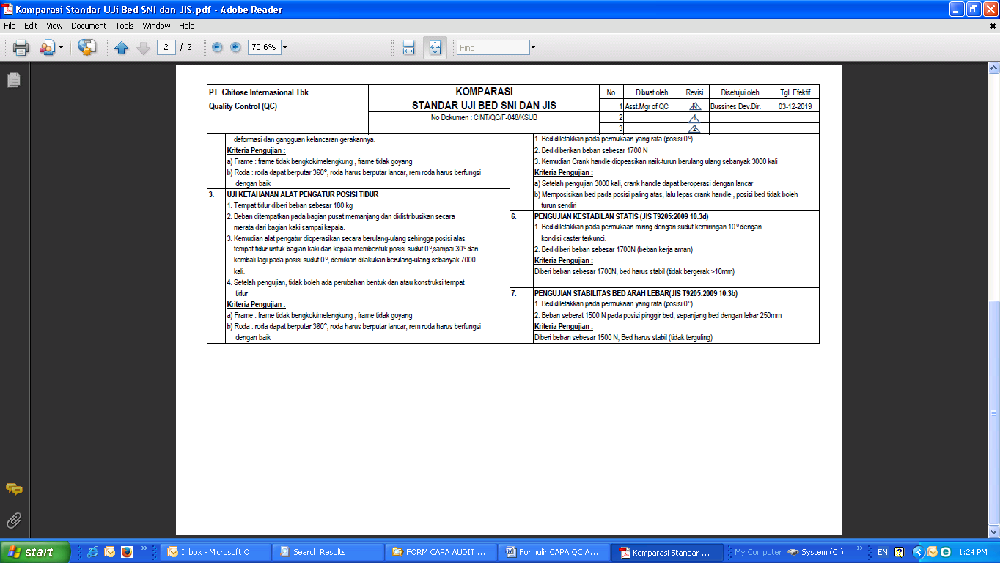 Komparasi Standar UJi Bed SNI dan JIS.pdf - Adobe Reader
File Edit View Document Tools Window Help
2 / 2 70.6% Find
PT. Chitose Internasional Tbk
Quality Control (QC)
KOMPARASI
STANDAR UJI BED SNI DAN JIS
No Dokumen : CINT/QC/F-048/KSUB
No. Dibuat oleh Revisi Disetujui oleh Tgl. Efektif
1 Asst.Mgr of QC N Bussines Dev.Dir. 03-12-2019
2 1
3 2
deformasi dan gangguan kelancaran gerakannya.
Kriteria Pengujian :
a) Frame : frame tidak bengkok/melengkung , frame tidak goyang
b) Roda : roda dapat berputar 360°, roda harus berputar lancar, rem roda harus berfungsi
dengan baik
3. UJI KETAHANAN ALAT PENGATUR POSISI TIDUR
1. Tempat tidur diberi beban sebesar 180 kg
2. Beban ditempatkan pada bagian pusat memanjang dan didistribusikan secara
merata dari bagian kaki sampai kepala.
3. Kemudian alat pengatur dioperasikan secara berulang-ulang sehingga posisi alas
tempat tidur untuk bagian kaki dan kepala membentuk posisi sudut 0°,sampai 30° dan
kembali lagi pada posisi sudut 0°, demikian dilakukan berulang-ulang sebanyak 7000
kali.
4. Setelah pengujian, tidak boleh ada perubahan bentuk dan atau konstruksi tempat
tidur
Kriteria Pengujian :
a) Frame : frame tidak bengkok/melengkung , frame tidak goyang
b) Roda : roda dapat berputar 360°, roda harus berputar lancar, rem roda harus berfungsi
dengan baik
1. Bed diletakkan pada permukaan yang rata (posisi 0°)
2. Bed diberikan beban sebesar 1700 N
3. Kemudian Crank handle diopeasikan naik-turun berulang ulang sebanyak 3000 kali
Kriteria Pengujian :
a) Setelah pengujian 3000 kali, crank handle dapat beroperasi dengan lancar
b) Memposisikan bed pada posisi paling atas, lalu lepas crank handle , posisi bed tidak boleh
turun sendiri
6. PENGUJIAN KESTABILAN STATIS (JIS T9205:2009 10.3d)
1. Bed diletakkan pada permukaan miring dengan sudut kemiringan 10° dengan
kondisi caster terkunci.
2. Bed diberi beban sebesar 1700N (beban kerja aman)
Kriteria Pengujian :
Diberi beban sebesar 1700N, bed harus stabil (tidak bergerak >10mm)
7. PENGUJIAN STABILITAS BED ARAH LEBAR(JIS T9205:2009 10.3b)
1. Bed diletakkan pada permukaan yang rata (posisi 0°)
2. Beban seberat 1500 N pada posisi pinggir bed, sepanjang bed dengan lebar 250mm
Kriteria Pengujian :
Diberi beban sebesar 1500 N, Bed harus stabil (tidak terguling)
start Inbox - Microsoft O... Search Results FORM CAPA AUDIT ... Formulir CAPA QC A... Komparasi Standar ... My Computer System (C:) EN 1:24 PM